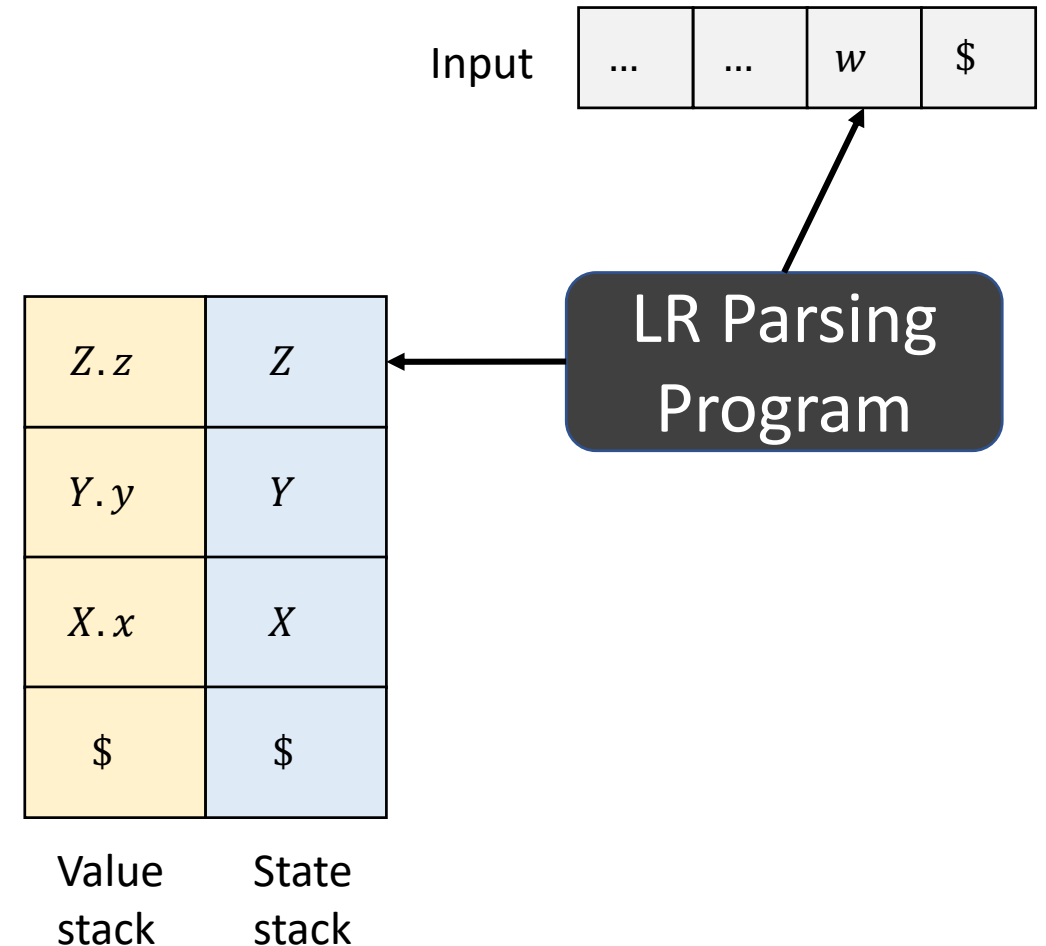 Input ... ... w $
LR Parsing
Program
Z.z Z
Y.y Y
X.x X
$ $
Value State
stack stack